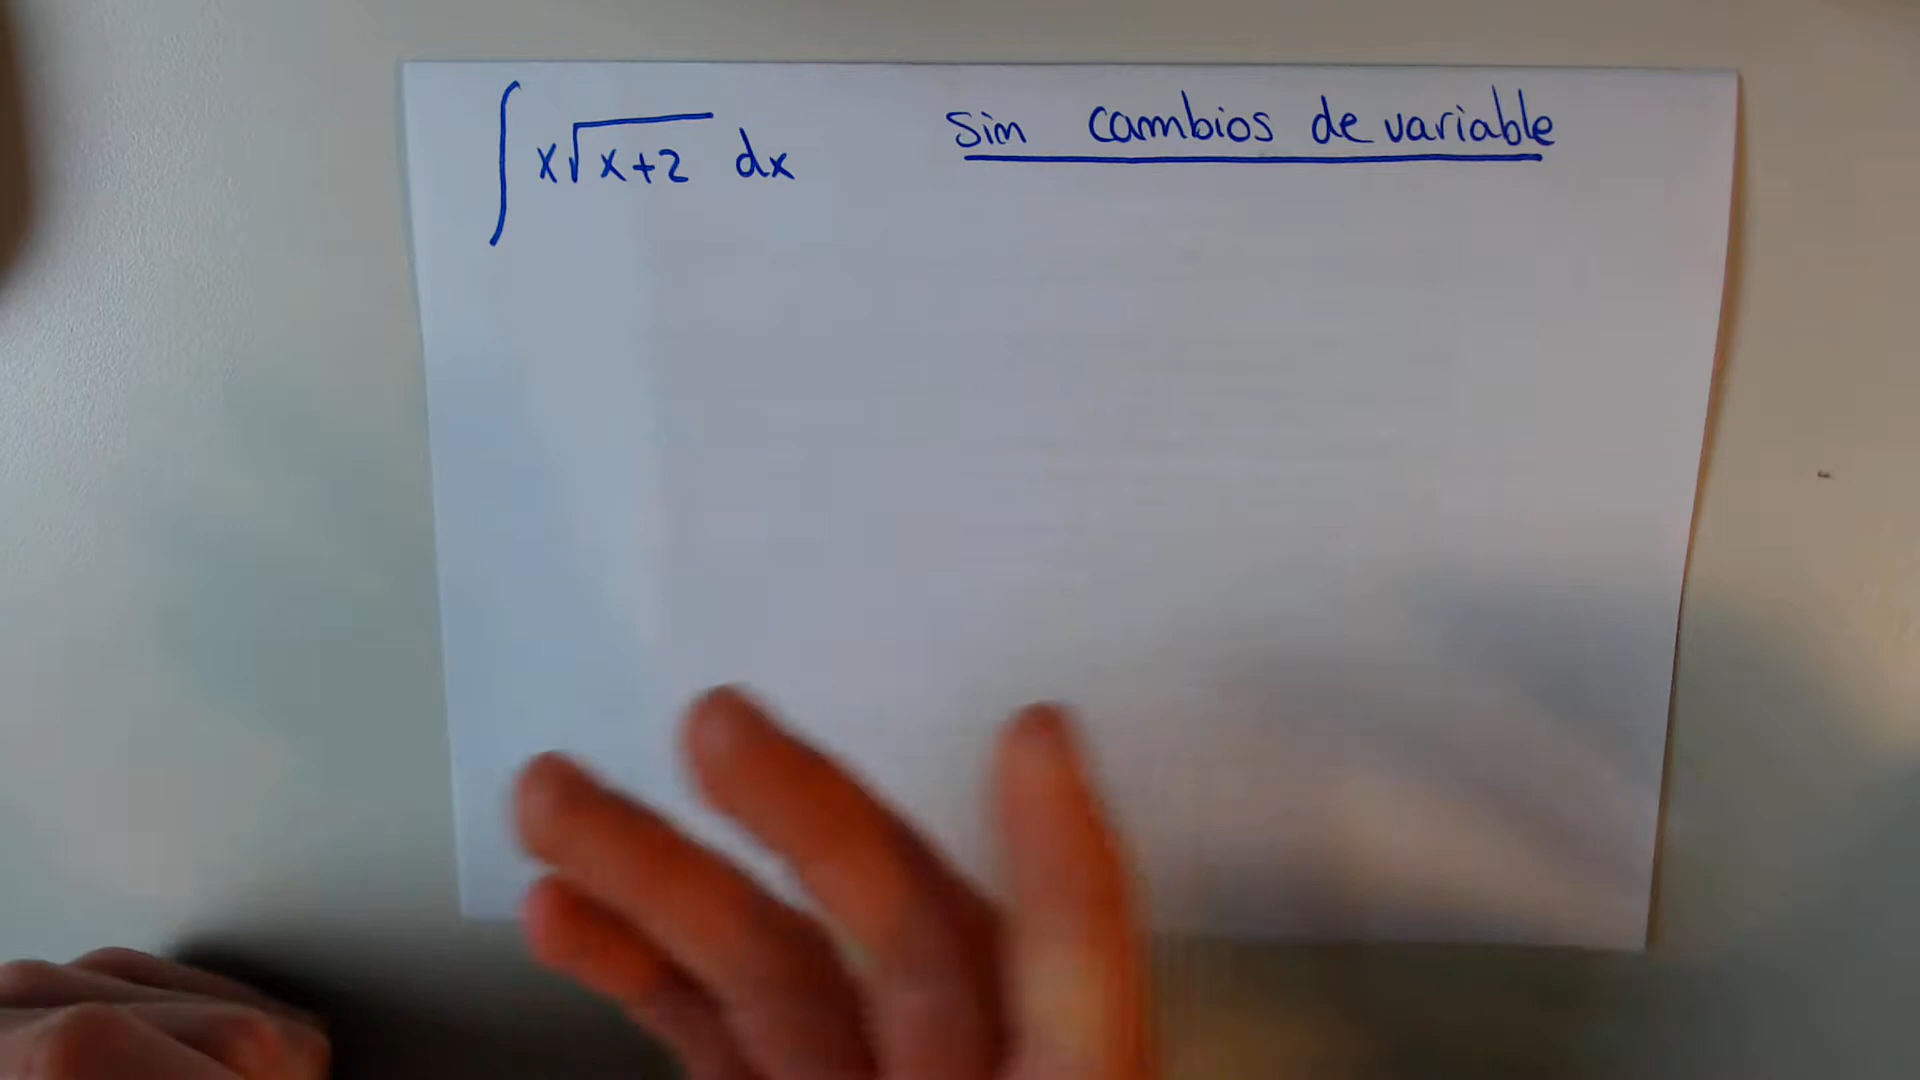 ∫ x√(x+2) dx sin cambios de variable